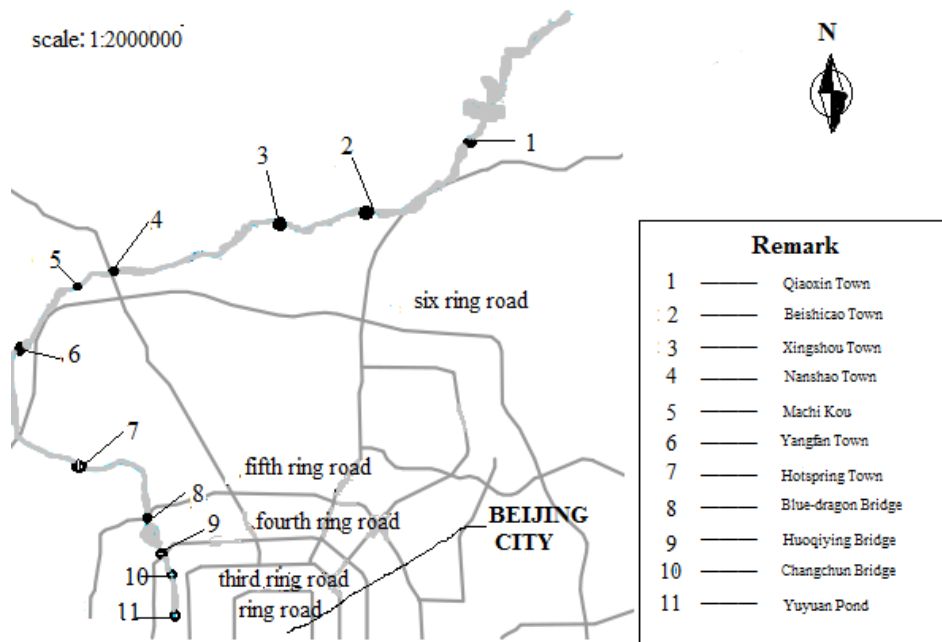 scale: 1:2000000
N
1
2
3
4
5
six ring road
6
7
fifth ring road
8
fourth ring road
BEIJING
CITY
9
third ring road
10
ring road
11
Remark
1 Qiaoxin Town
2 Beishicao Town
3 Xingshou Town
4 Nanshao Town
5 Machi Kou
6 Yangfan Town
7 Hotspring Town
8 Blue-dragon Bridge
9 Huoqiying Bridge
10 Changchun Bridge
11 Yuyuan Pond